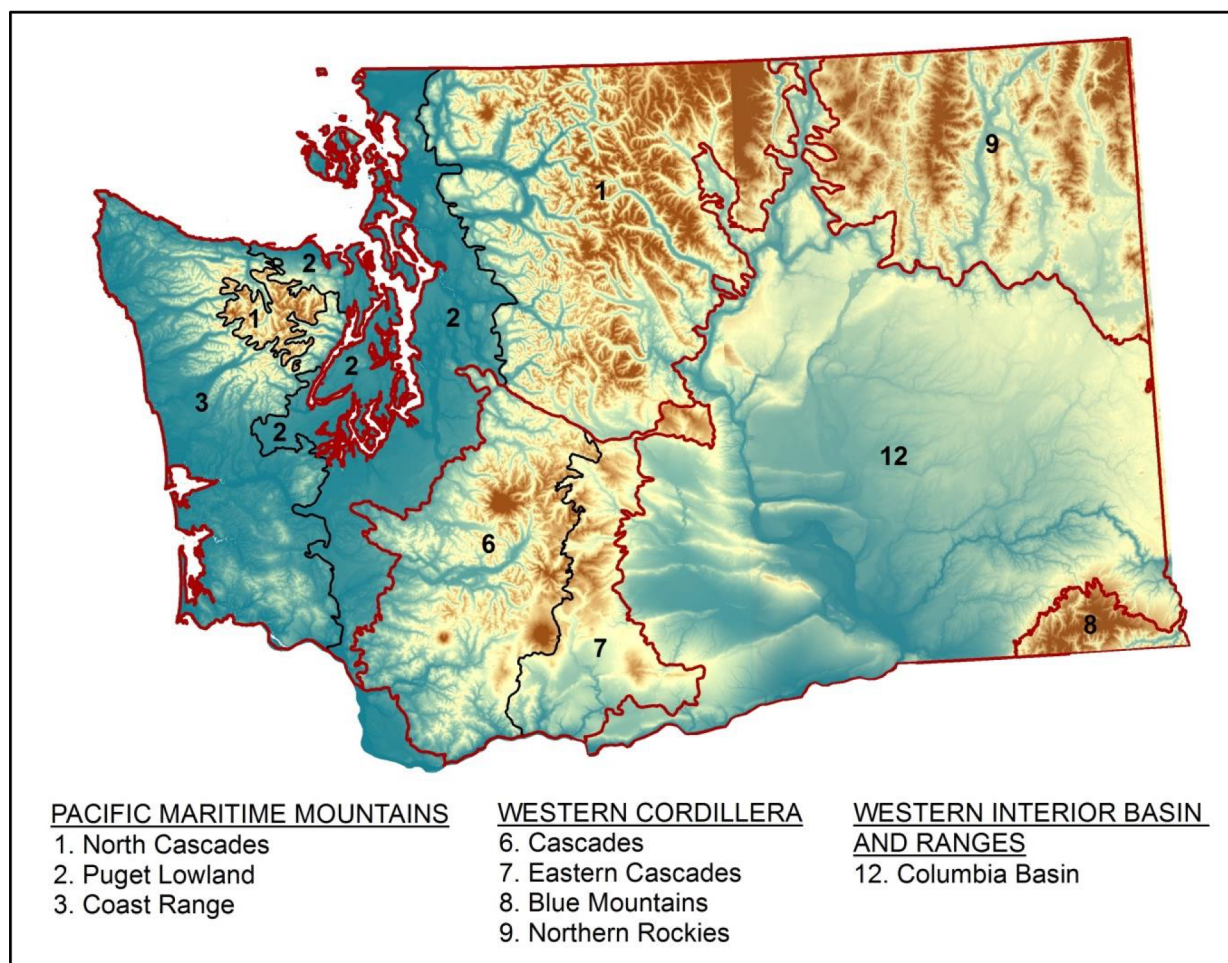 9
1
2
1
2
2
3
2
12
6
7
8
PACIFIC MARITIME MOUNTAINS
1. North Cascades
2. Puget Lowland
3. Coast Range
WESTERN CORDILLERA
6. Cascades
7. Eastern Cascades
8. Blue Mountains
9. Northern Rockies
WESTERN INTERIOR BASIN
AND RANGES
12. Columbia Basin